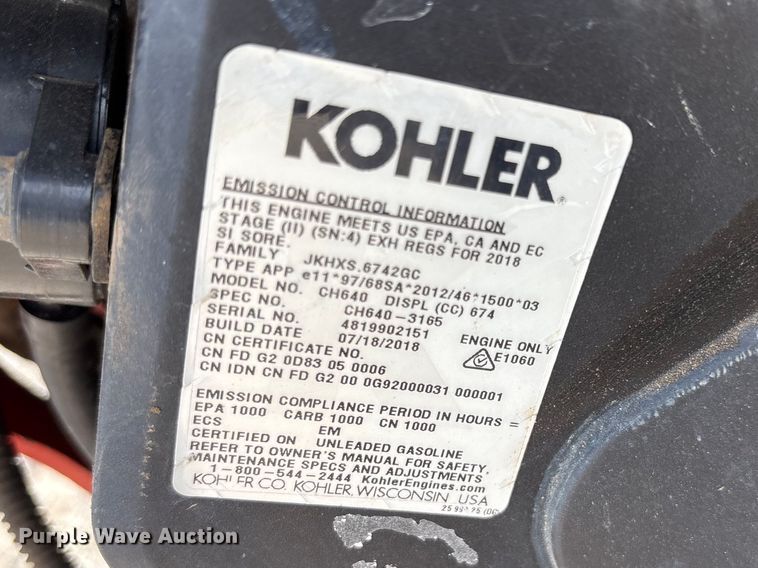 KOHLER®
EMISSION CONTROL INFORMATION
THIS ENGINE MEETS US EPA, CA AND EC
STAGE (II) (SN:4) EXH REGS FOR 2018
SI SORE.
FAMILY JKHXS.6742GC
TYPE APP e11*97/68SA*2012/46*1500*03
MODEL NO. CH640 DISPL (CC) 674
SPEC NO. CH640-3165
SERIAL NO. 4819902151 ENGINE ONLY
BUILD DATE 07/18/2018 E1060
CN CERTIFICATE NO.
CN FD G2 0D83 05 0006
CN IDN CN FD G2 00 0G92000031 000001
EMISSION COMPLIANCE PERIOD IN HOURS =
EPA 1000 CARB 1000 CN 1000
ECS EM
CERTIFIED ON UNLEADED GASOLINE
REFER TO OWNER'S MANUAL FOR SAFETY,
MAINTENANCE SPECS AND ADJUSTMENTS
1-800-544-2444 KohlerEngines.com
KOHLER CO. KOHLER, WISCONSIN USA
Purple Wave Auction